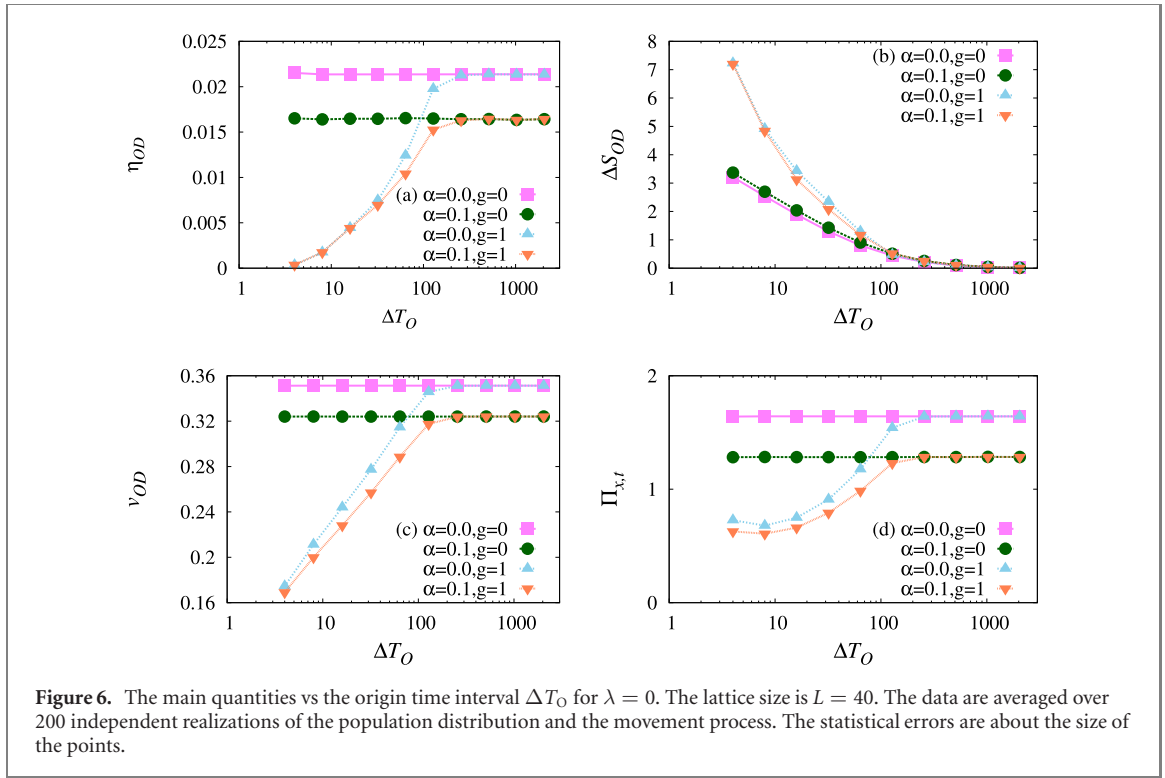 0.025
0.02
0.015
0.01
0.005
0
1 10 100 1000
η_OD
ΔT_O
(a) α=0.0,g=0
α=0.1,g=0
α=0.0,g=1
α=0.1,g=1
8
7
6
5
4
3
2
1
0
1 10 100 1000
ΔS_OD
ΔT_O
(b) α=0.0,g=0
α=0.1,g=0
α=0.0,g=1
α=0.1,g=1
0.36
0.32
0.28
0.24
0.2
0.16
1 10 100 1000
v_OD
ΔT_O
(c) α=0.0,g=0
α=0.1,g=0
α=0.0,g=1
α=0.1,g=1
2
1
0
1 10 100 1000
Π_x,t
ΔT_O
(d) α=0.0,g=0
α=0.1,g=0
α=0.0,g=1
α=0.1,g=1
Figure 6. The main quantities vs the origin time interval ΔT_O for λ = 0. The lattice size is L = 40. The data are averaged over
200 independent realizations of the population distribution and the movement process. The statistical errors are about the size of
the points.